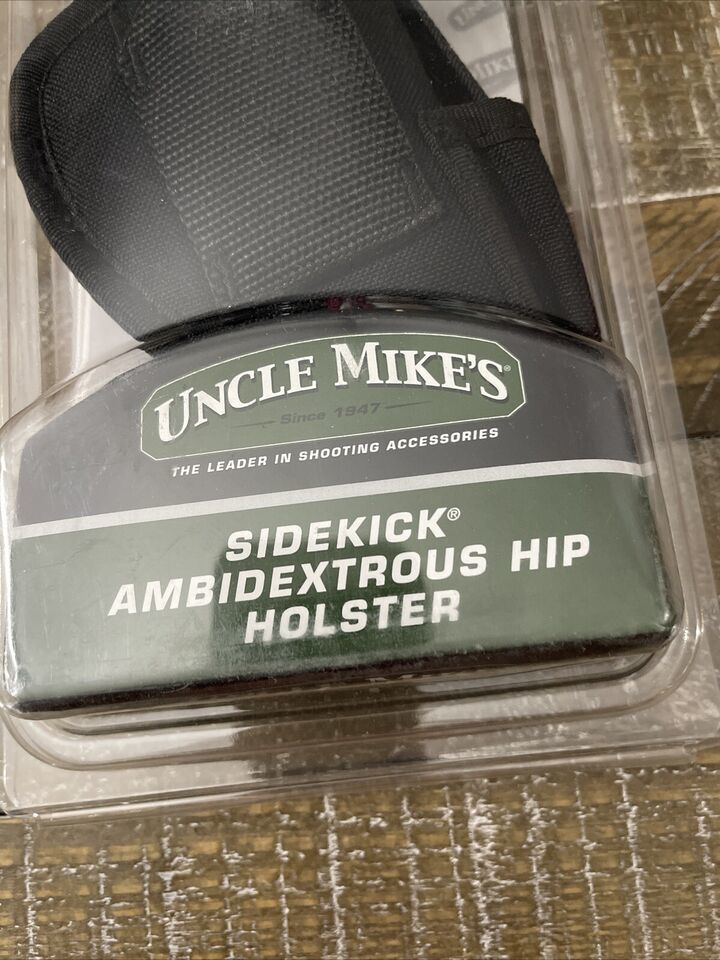 UNCLE MIKE'S®
Since 1947
THE LEADER IN SHOOTING ACCESSORIES
SIDEKICK®
AMBIDEXTROUS HIP
HOLSTER